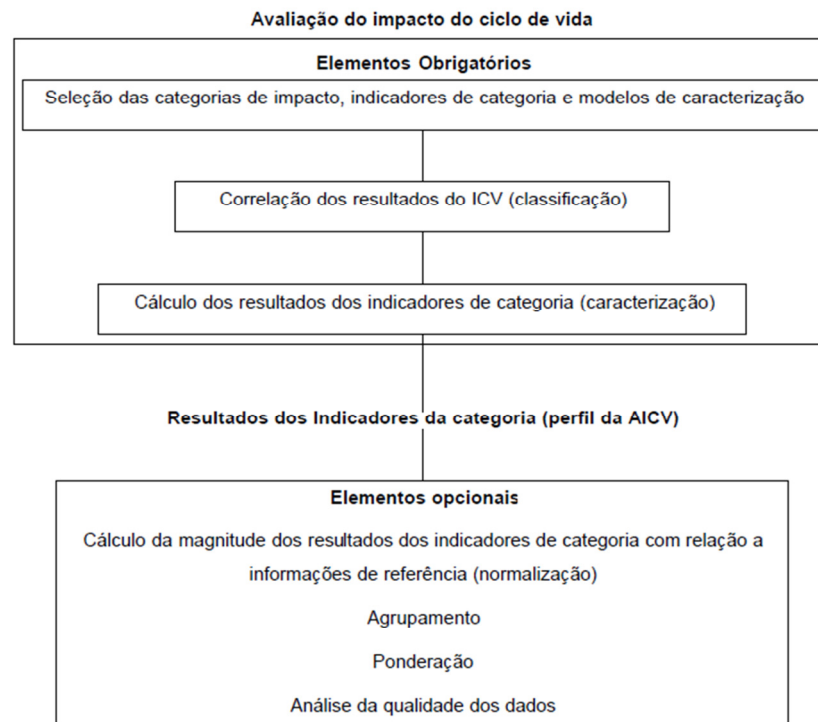 Avaliação do impacto do ciclo de vida
Elementos Obrigatórios
Seleção das categorias de impacto, indicadores de categoria e modelos de caracterização
Correlação dos resultados do ICV (classificação)
Cálculo dos resultados dos indicadores de categoria (caracterização)
Resultados dos Indicadores da categoria (perfil da AICV)
Elementos opcionais
Cálculo da magnitude dos resultados dos indicadores de categoria com relação a
informações de referência (normalização)
Agrupamento
Ponderação
Análise da qualidade dos dados